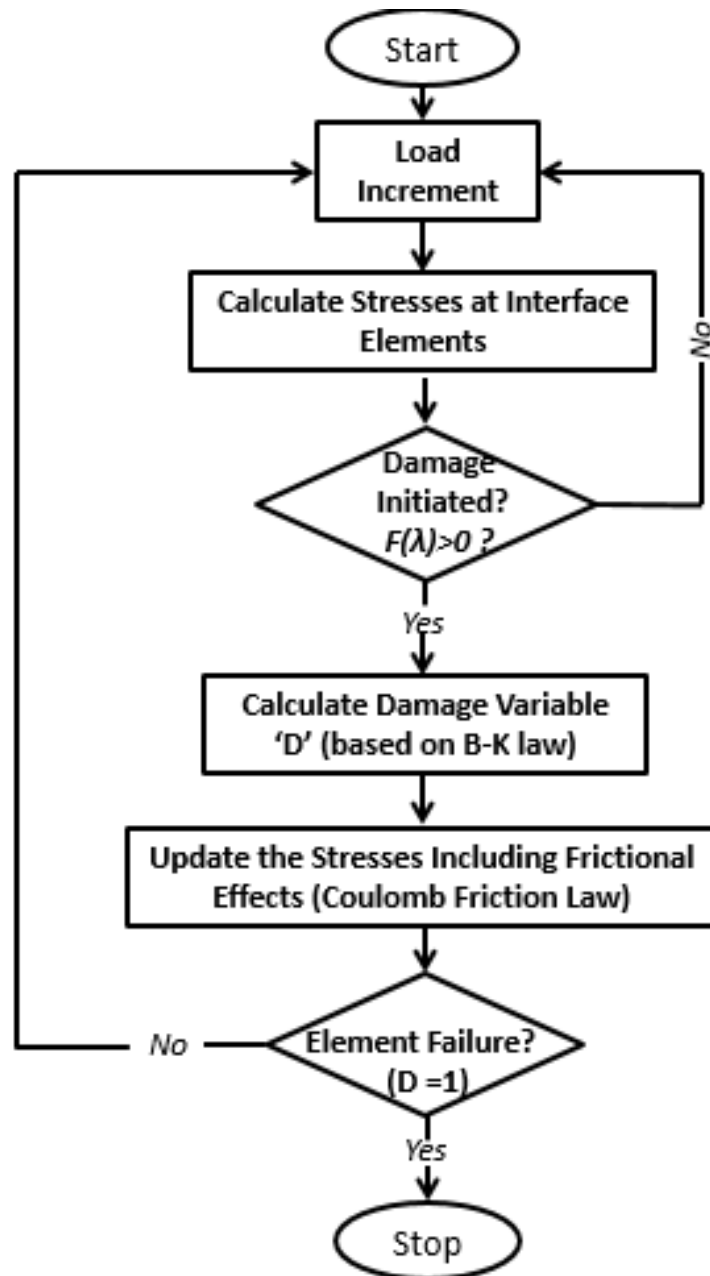 Start
Load
Increment
Calculate Stresses at Interface
Elements
No
Damage
Initiated?
F(λ)>0 ?
Yes
Calculate Damage Variable
‘D’ (based on B-K law)
Update the Stresses Including Frictional
Effects (Coulomb Friction Law)
No
Element Failure?
(D =1)
Yes
Stop